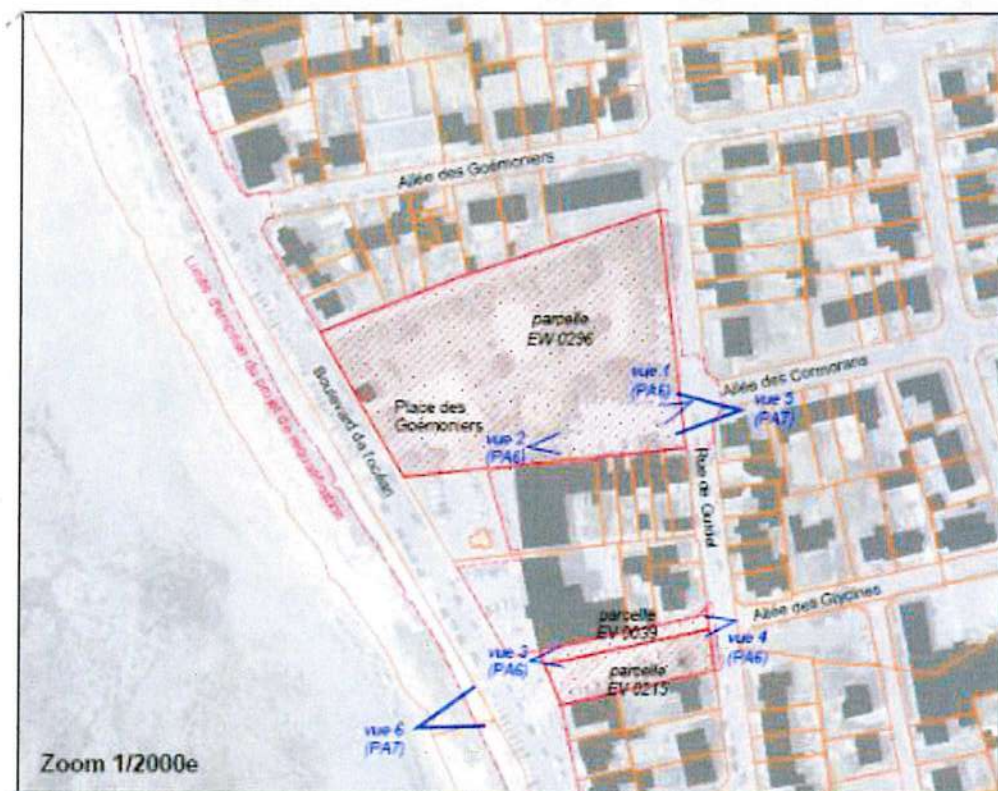 Allée des Goémoniers
parcelle
EW 0296
Boulevard de l'océan
Place des
Goémoniers
vue 1
(PA6)
vue 2
(PA6)
Allée des Cormorans
vue 5
(PA7)
Rue de
Allée des Glycines
parcelle
EV 0039
vue 3
(PA6)
vue 4
(PA6)
parcelle
EV 0215
vue 6
(PA7)
Zoom 1/2000e